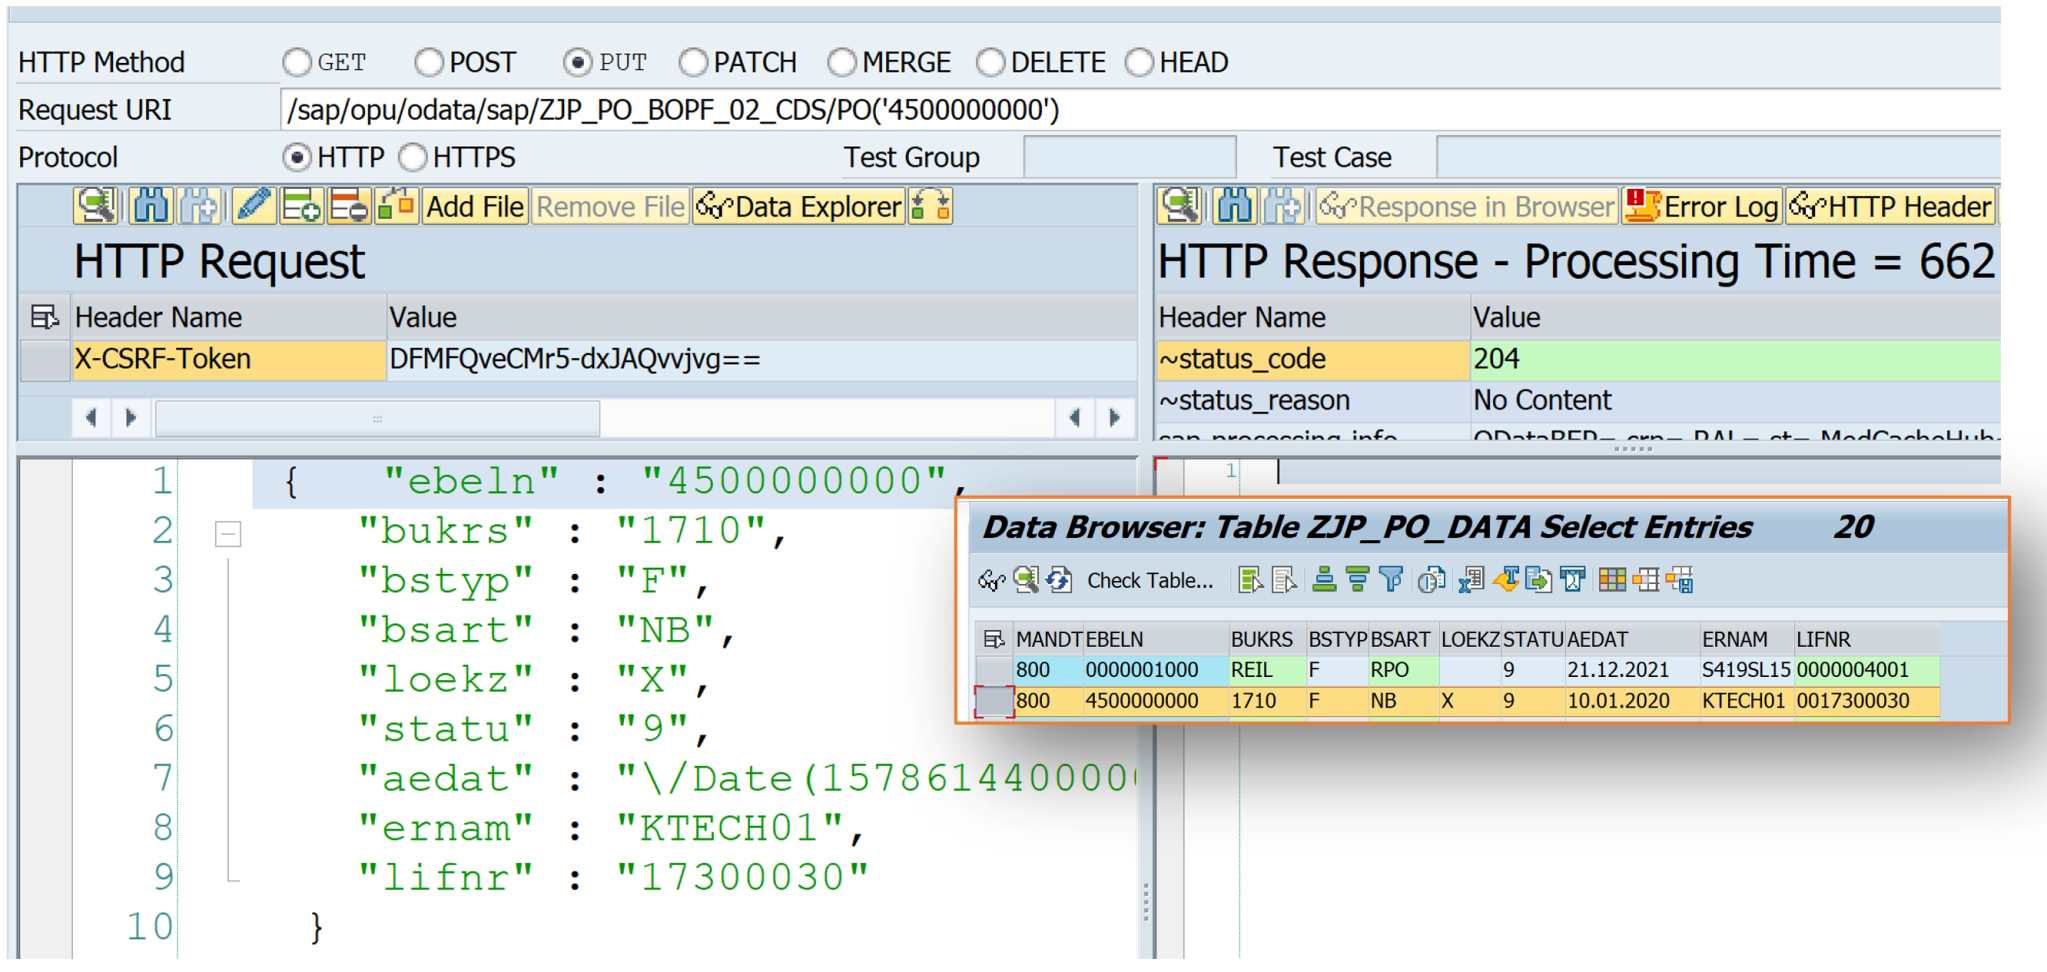 HTTP Method GET POST PUT PATCH MERGE DELETE HEAD
Request URI /sap/opu/odata/sap/ZJP_PO_BOPF_02_CDS/PO('4500000000')
Protocol HTTP HTTPS Test Group Test Case
Add File Remove File Data Explorer
HTTP Request
Header Name Value
X-CSRF-Token DFMFQveCMr5-dxJAQvvjvg==
Response in Browser Error Log HTTP Header
HTTP Response - Processing Time = 662
Header Name Value
~status_code 204
~status_reason No Content
1 { "ebeln" : "4500000000",
2 "bukrs" : "1710",
3 "bstyp" : "F",
4 "bsart" : "NB",
5 "loekz" : "X",
6 "statu" : "9",
7 "aedat" : "\/Date(157861440000
8 "ernam" : "KTECH01",
9 "lifnr" : "17300030"
10 }
1
Data Browser: Table ZJP_PO_DATA Select Entries 20
Check Table...
MANDT EBELN BUKRS BSTYP BSART LOEKZ STATU AEDAT ERNAM LIFNR
800 0000001000 REIL F RPO 9 21.12.2021 S419SL15 0000004001
800 4500000000 1710 F NB X 9 10.01.2020 KTECH01 0017300030